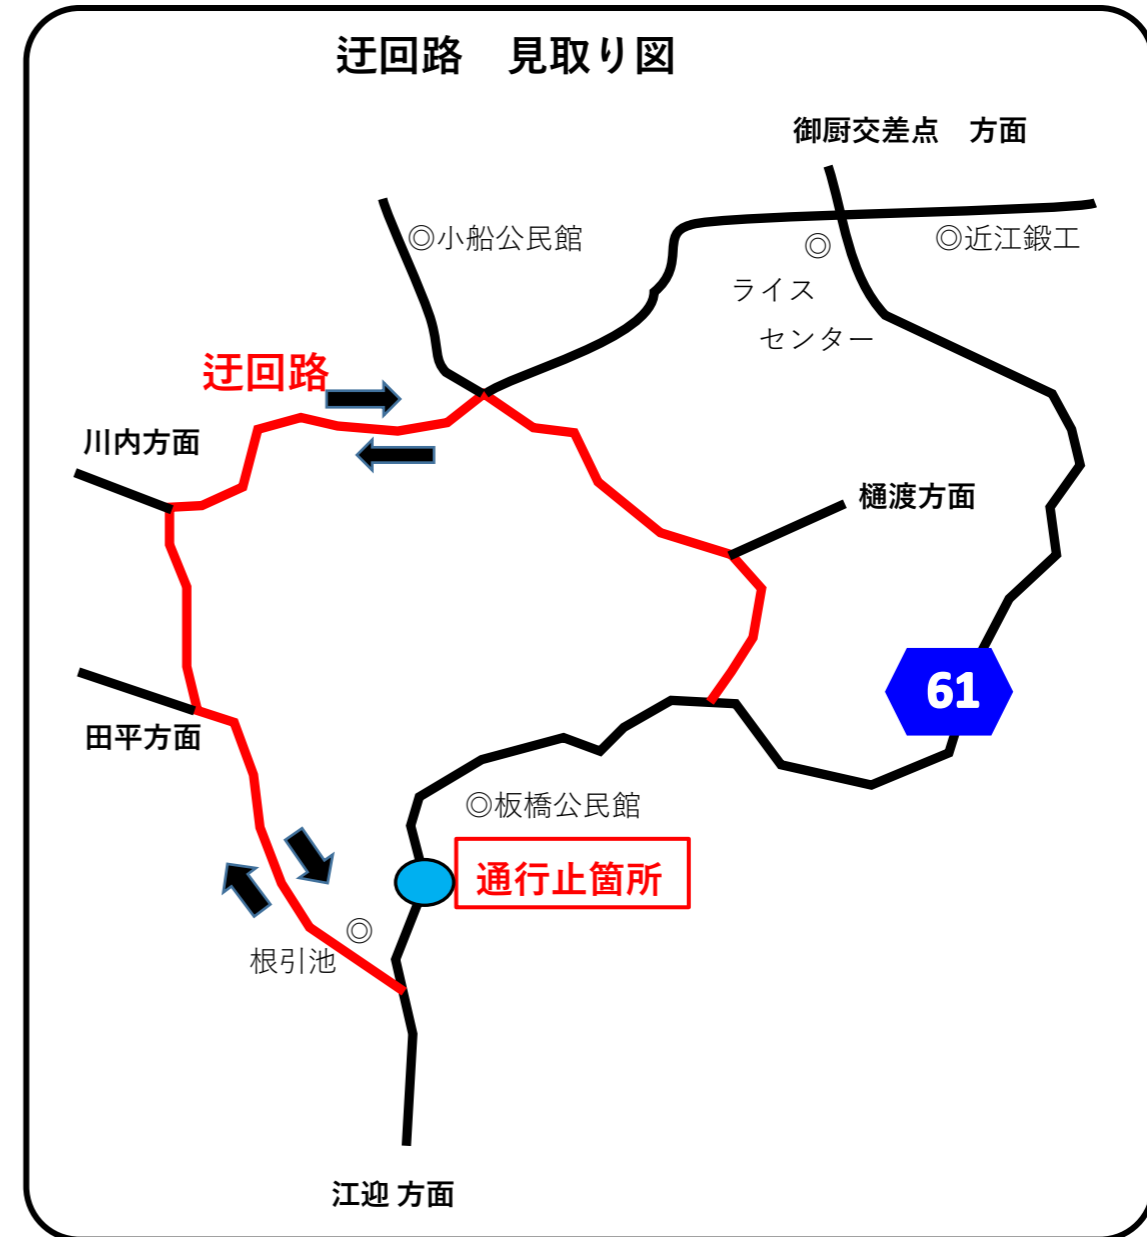 迂回路　見取り図
御厨交差点　方面
◎小船公民館
◎近江鍛工
◎
ライス
センター
迂回路
川内方面
樋渡方面
61
田平方面
◎板橋公民館
通行止箇所
◎
根引池
江迎 方面